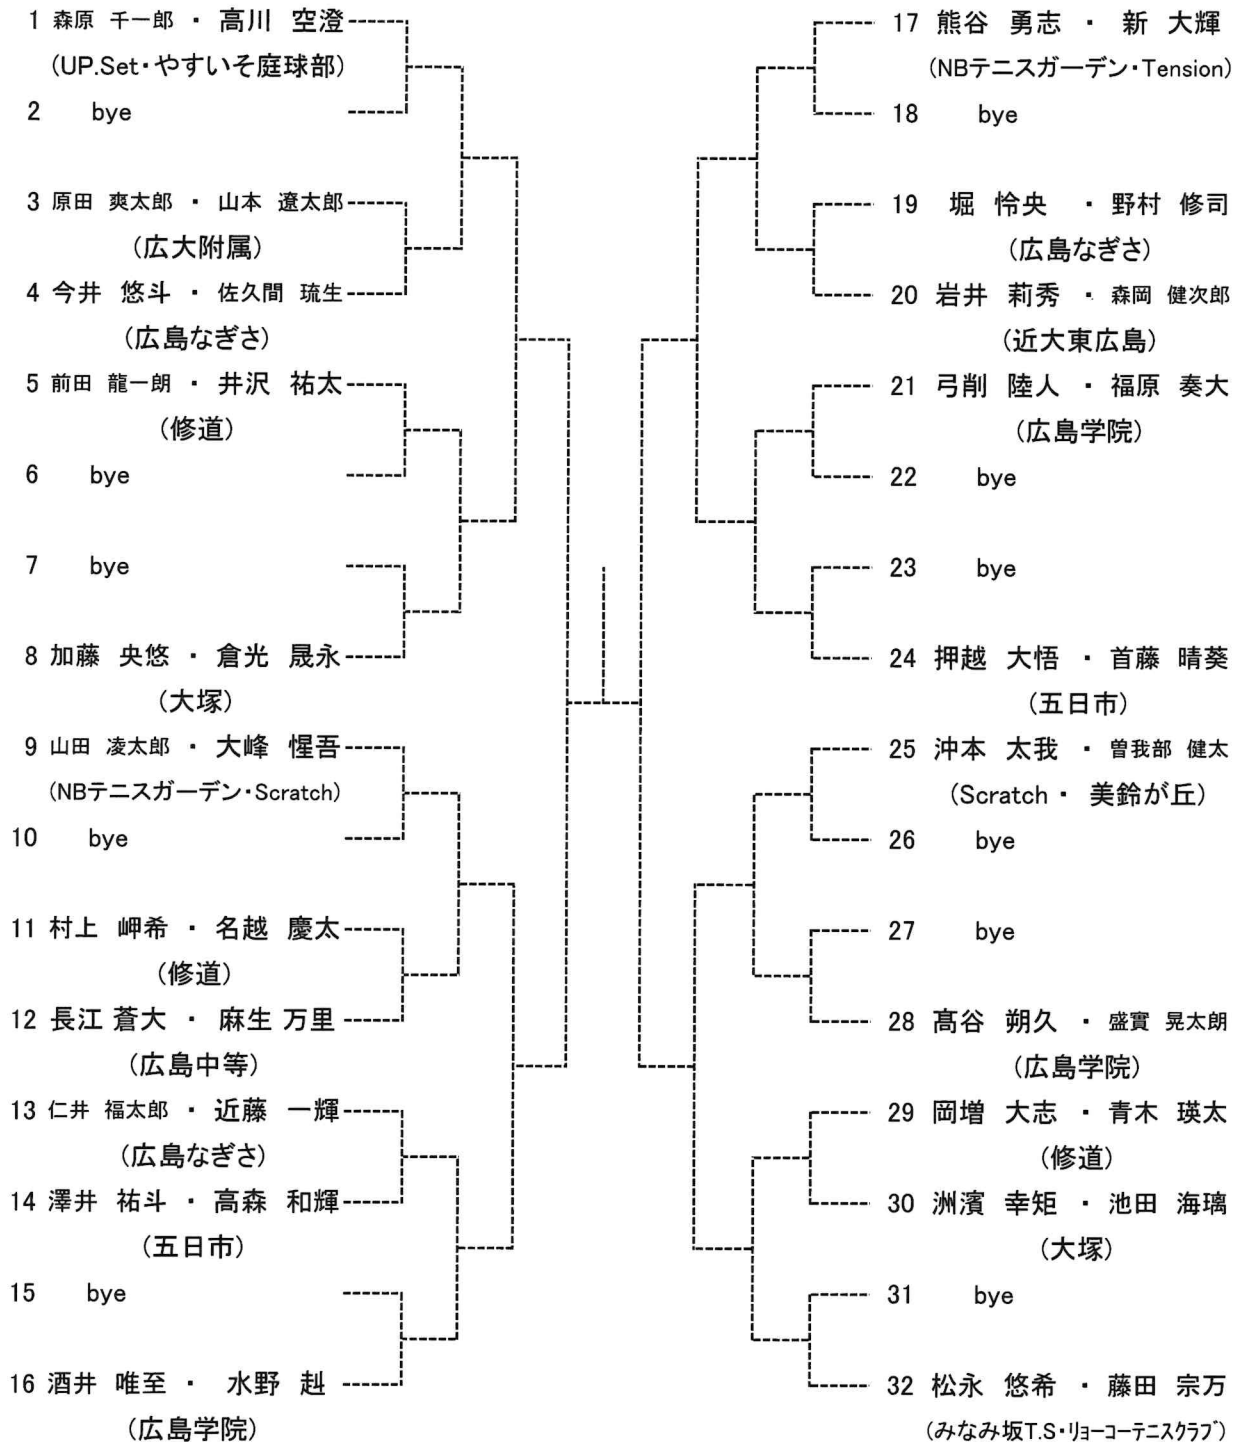 1 森原 千一郎 ・ 高川 空澄
(UP.Set・やすいそ庭球部)
2 bye
3 原田 爽太郎 ・ 山本 遼太郎
(広大附属)
4 今井 悠斗 ・ 佐久間 琉生
(広島なぎさ)
5 前田 龍一朗 ・ 井沢 祐太
(修道)
6 bye
7 bye
8 加藤 央悠 ・ 倉光 晟永
(大塚)
9 山田 凌太郎 ・ 大峰 惺吾
(NBテニスガーデン・Scratch)
10 bye
11 村上 岬希 ・ 名越 慶太
(修道)
12 長江 蒼大 ・ 麻生 万里
(広島中等)
13 仁井 福太郎 ・ 近藤 一輝
(広島なぎさ)
14 澤井 祐斗 ・ 高森 和輝
(五日市)
15 bye
16 酒井 唯至 ・ 水野 赳
(広島学院)
17 熊谷 勇志 ・ 新 大輝
(NBテニスガーデン・Tension)
18 bye
19 堀 怜央 ・ 野村 修司
(広島なぎさ)
20 岩井 莉秀 ・ 森岡 健次郎
(近大東広島)
21 弓削 陸人 ・ 福原 奏大
(広島学院)
22 bye
23 bye
24 押越 大悟 ・ 首藤 晴葵
(五日市)
25 沖本 太我 ・ 曽我部 健太
(Scratch ・ 美鈴が丘)
26 bye
27 bye
28 髙谷 朔久 ・ 盛實 晃太朗
(広島学院)
29 岡増 大志 ・ 青木 瑛太
(修道)
30 洲濱 幸矩 ・ 池田 海璃
(大塚)
31 bye
32 松永 悠希 ・ 藤田 宗万
(みなみ坂T.S・リョーコーテニスクラブ)